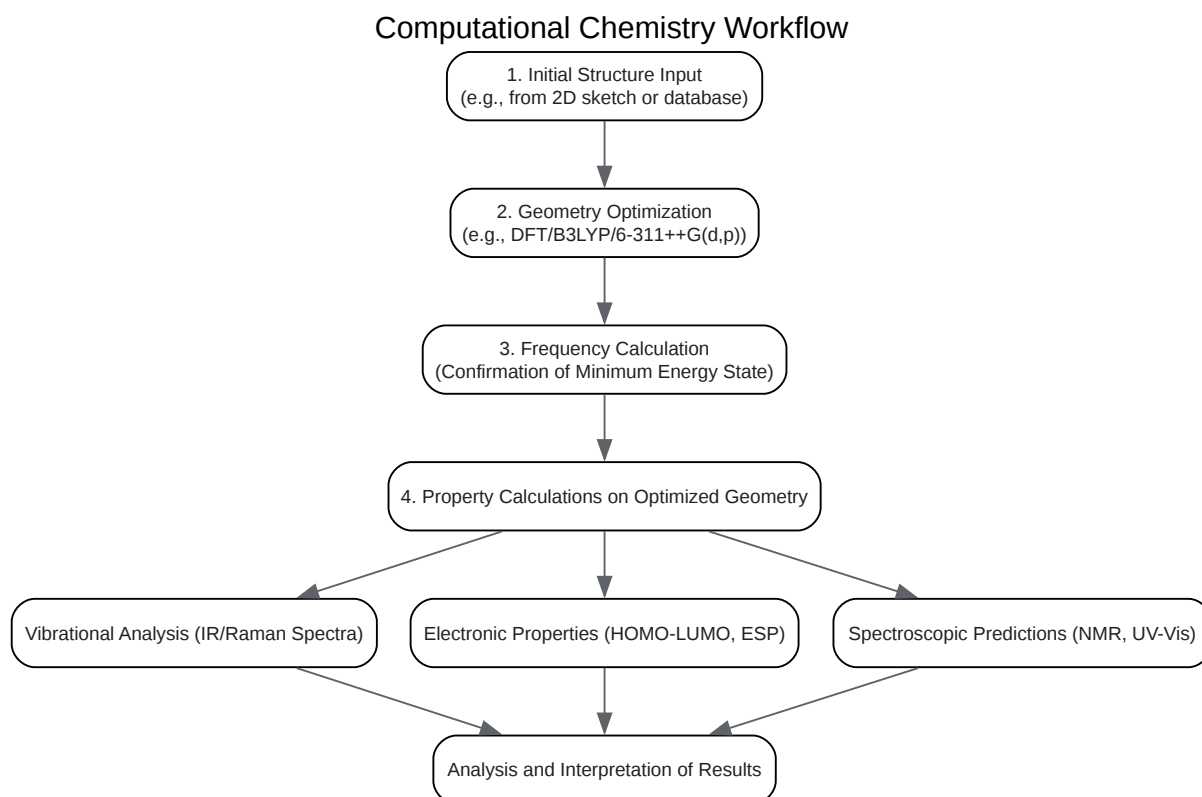 Computational Chemistry Workflow
1. Initial Structure Input
(e.g., from 2D sketch or database)
2. Geometry Optimization
(e.g., DFT/B3LYP/6-311++G(d,p))
3. Frequency Calculation
(Confirmation of Minimum Energy State)
4. Property Calculations on Optimized Geometry
Vibrational Analysis (IR/Raman Spectra)
Electronic Properties (HOMO-LUMO, ESP)
Spectroscopic Predictions (NMR, UV-Vis)
Analysis and Interpretation of Results